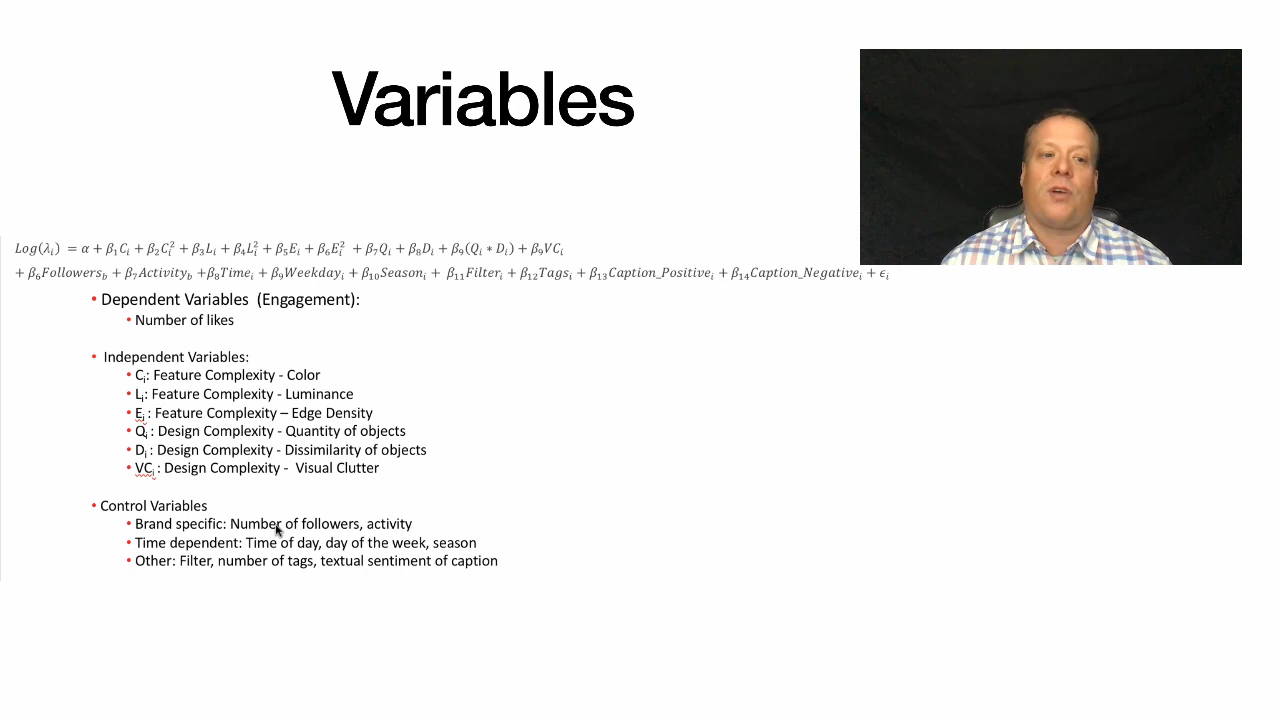 Variables
Log(λᵢ) = α + β₁Cᵢ + β₂Cᵢ² + β₃Lᵢ + β₄Lᵢ² + β₅Eᵢ + β₆Eᵢ² + β₇Qᵢ + β₈Dᵢ + β₉(Qᵢ * Dᵢ) + β₉VCᵢ
+ β₆Followers_b + β₇Activity_b +β₈Timeᵢ + β₉Weekdayᵢ + β₁₀Seasonᵢ + β₁₁Filterᵢ + β₁₂Tagsᵢ + β₁₃Caption_Positiveᵢ + β₁₄Caption_Negativeᵢ + ϵᵢ
• Dependent Variables (Engagement):
• Number of likes
• Independent Variables:
• Cᵢ: Feature Complexity - Color
• Lᵢ: Feature Complexity - Luminance
• Eᵢ : Feature Complexity – Edge Density
• Qᵢ : Design Complexity - Quantity of objects
• Dᵢ : Design Complexity - Dissimilarity of objects
• VCᵢ : Design Complexity - Visual Clutter
• Control Variables
• Brand specific: Number of followers, activity
• Time dependent: Time of day, day of the week, season
• Other: Filter, number of tags, textual sentiment of caption